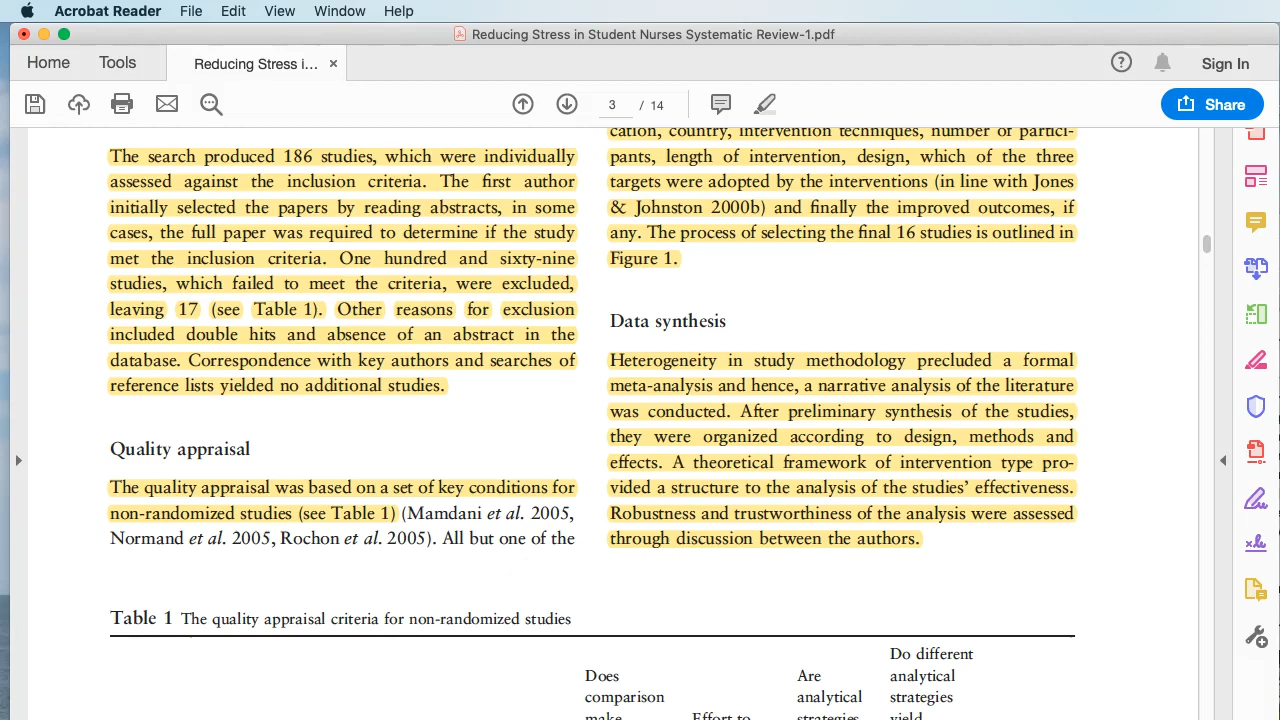 Acrobat Reader File Edit View Window Help
Reducing Stress in Student Nurses Systematic Review-1.pdf
Home Tools Reducing Stress i... × Sign In
3 / 14 Share
The search produced 186 studies, which were individually
assessed against the inclusion criteria. The first author
initially selected the papers by reading abstracts, in some
cases, the full paper was required to determine if the study
met the inclusion criteria. One hundred and sixty-nine
studies, which failed to meet the criteria, were excluded,
leaving 17 (see Table 1). Other reasons for exclusion
included double hits and absence of an abstract in the
database. Correspondence with key authors and searches of
reference lists yielded no additional studies.
Quality appraisal
The quality appraisal was based on a set of key conditions for
non-randomized studies (see Table 1) (Mamdani et al. 2005,
Normand et al. 2005, Rochon et al. 2005). All but one of the
cation, country, intervention techniques, number of partici-
pants, length of intervention, design, which of the three
targets were adopted by the interventions (in line with Jones
& Johnston 2000b) and finally the improved outcomes, if
any. The process of selecting the final 16 studies is outlined in
Figure 1.
Data synthesis
Heterogeneity in study methodology precluded a formal
meta-analysis and hence, a narrative analysis of the literature
was conducted. After preliminary synthesis of the studies,
they were organized according to design, methods and
effects. A theoretical framework of intervention type pro-
vided a structure to the analysis of the studies' effectiveness.
Robustness and trustworthiness of the analysis were assessed
through discussion between the authors.
Table 1 The quality appraisal criteria for non-randomized studies
Does
comparison
make
Effort to
Are
analytical
strategies
Do different
analytical
strategies
yield